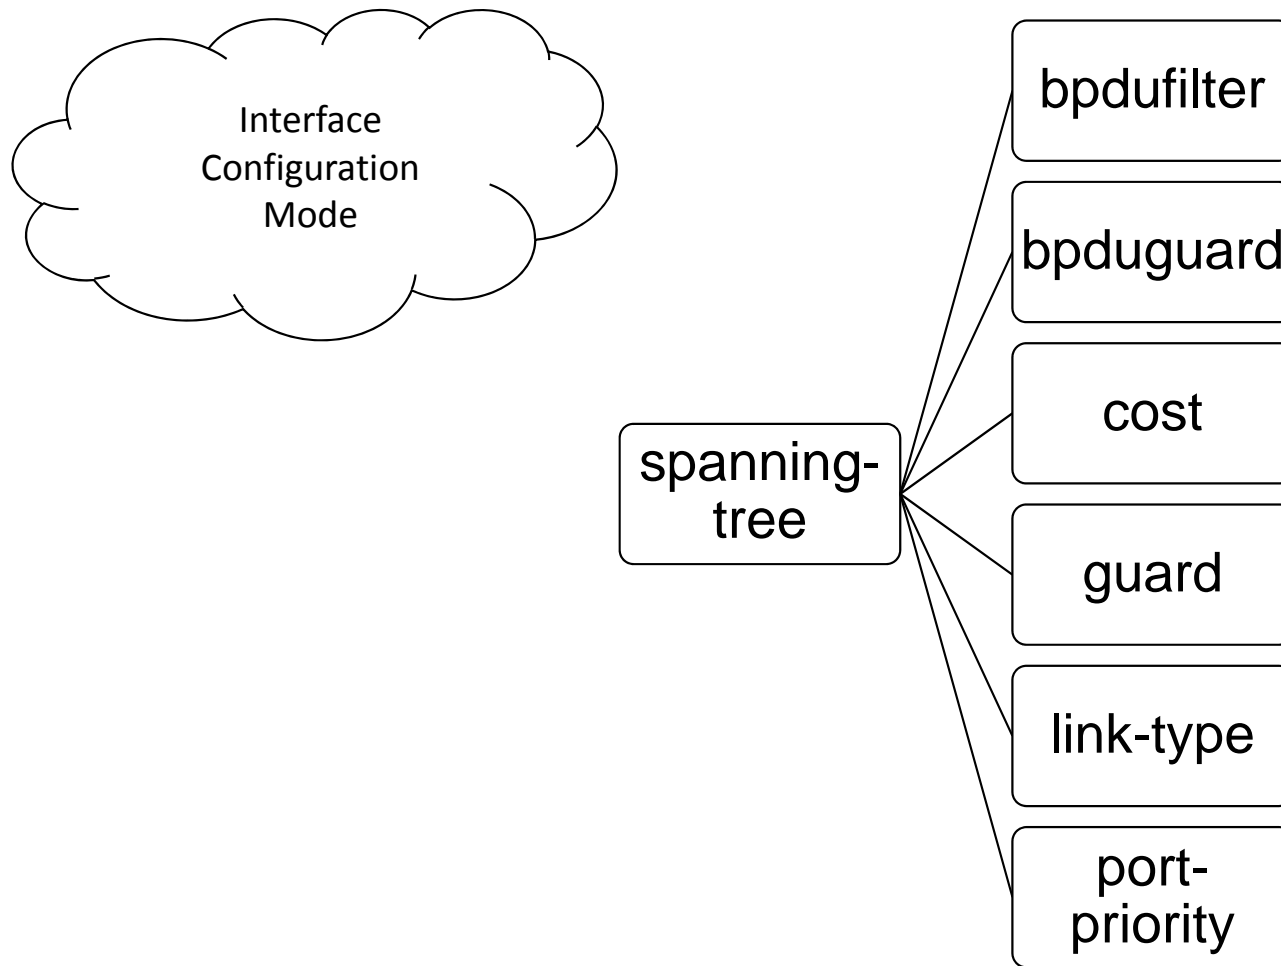 Interface
Configuration
Mode
spanning-
tree
bpdufilter
bpduguard
cost
guard
link-type
port-
priority